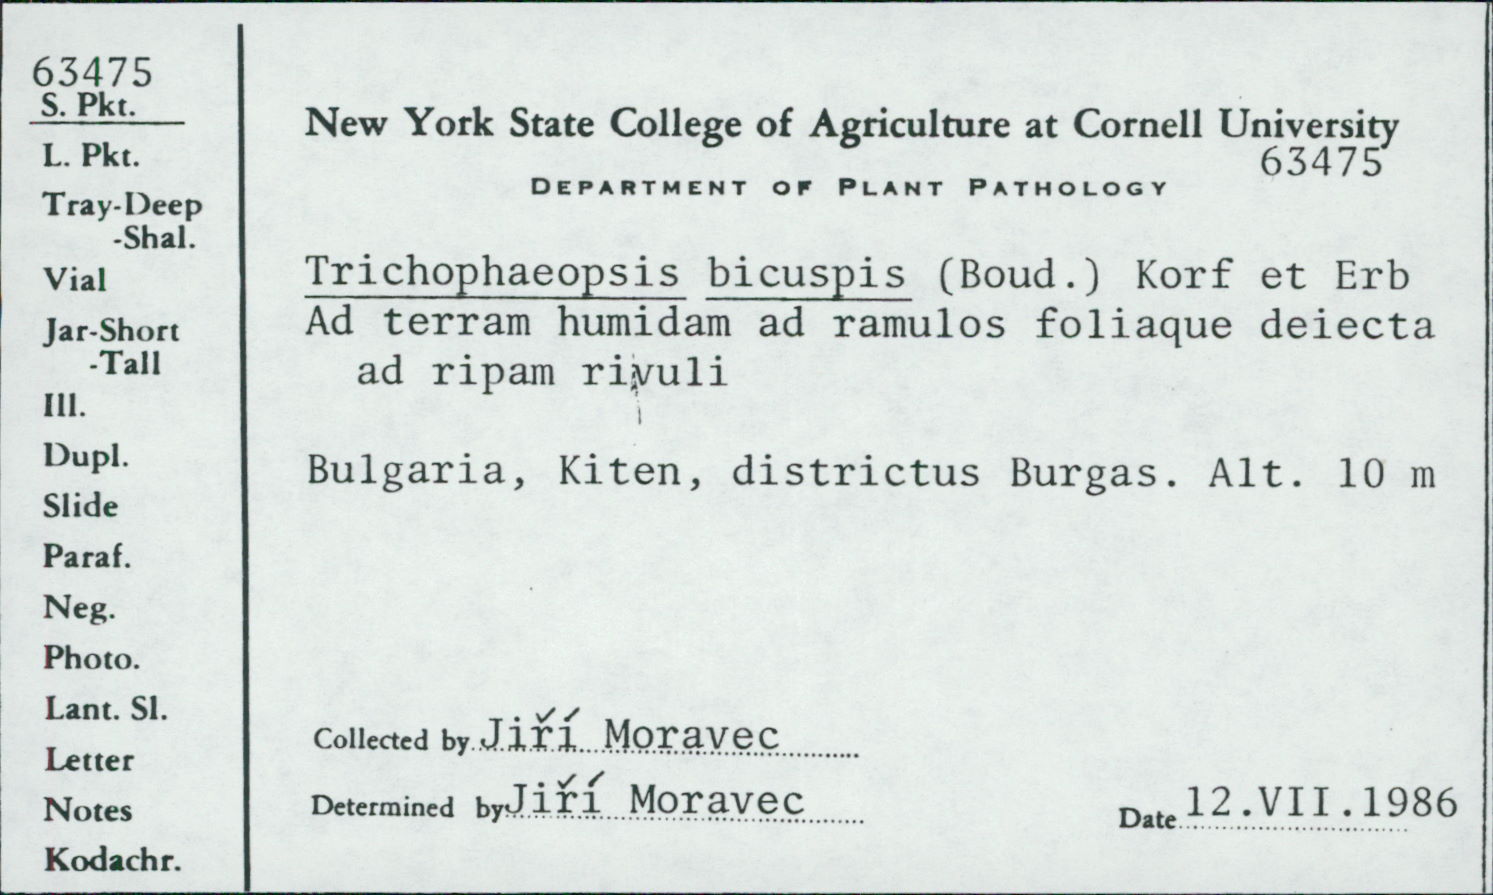 63475
S. Pkt.
L. Pkt.
Tray-Deep
-Shal.
Vial
Jar-Short
-Tall
Ill.
Dupl.
Slide
Paraf.
Neg.
Photo.
Lant. Sl.
Letter
Notes
Kodachr.
New York State College of Agriculture at Cornell University
63475
DEPARTMENT OF PLANT PATHOLOGY
Trichophaeopsis bicuspis (Boud.) Korf et Erb
Ad terram humidam ad ramulos foliaque deiecta
ad ripam rivuli
Bulgaria, Kiten, districtus Burgas. Alt. 10 m
Collected by Jiří Moravec
Determined by Jiří Moravec
Date 12.VII.1986